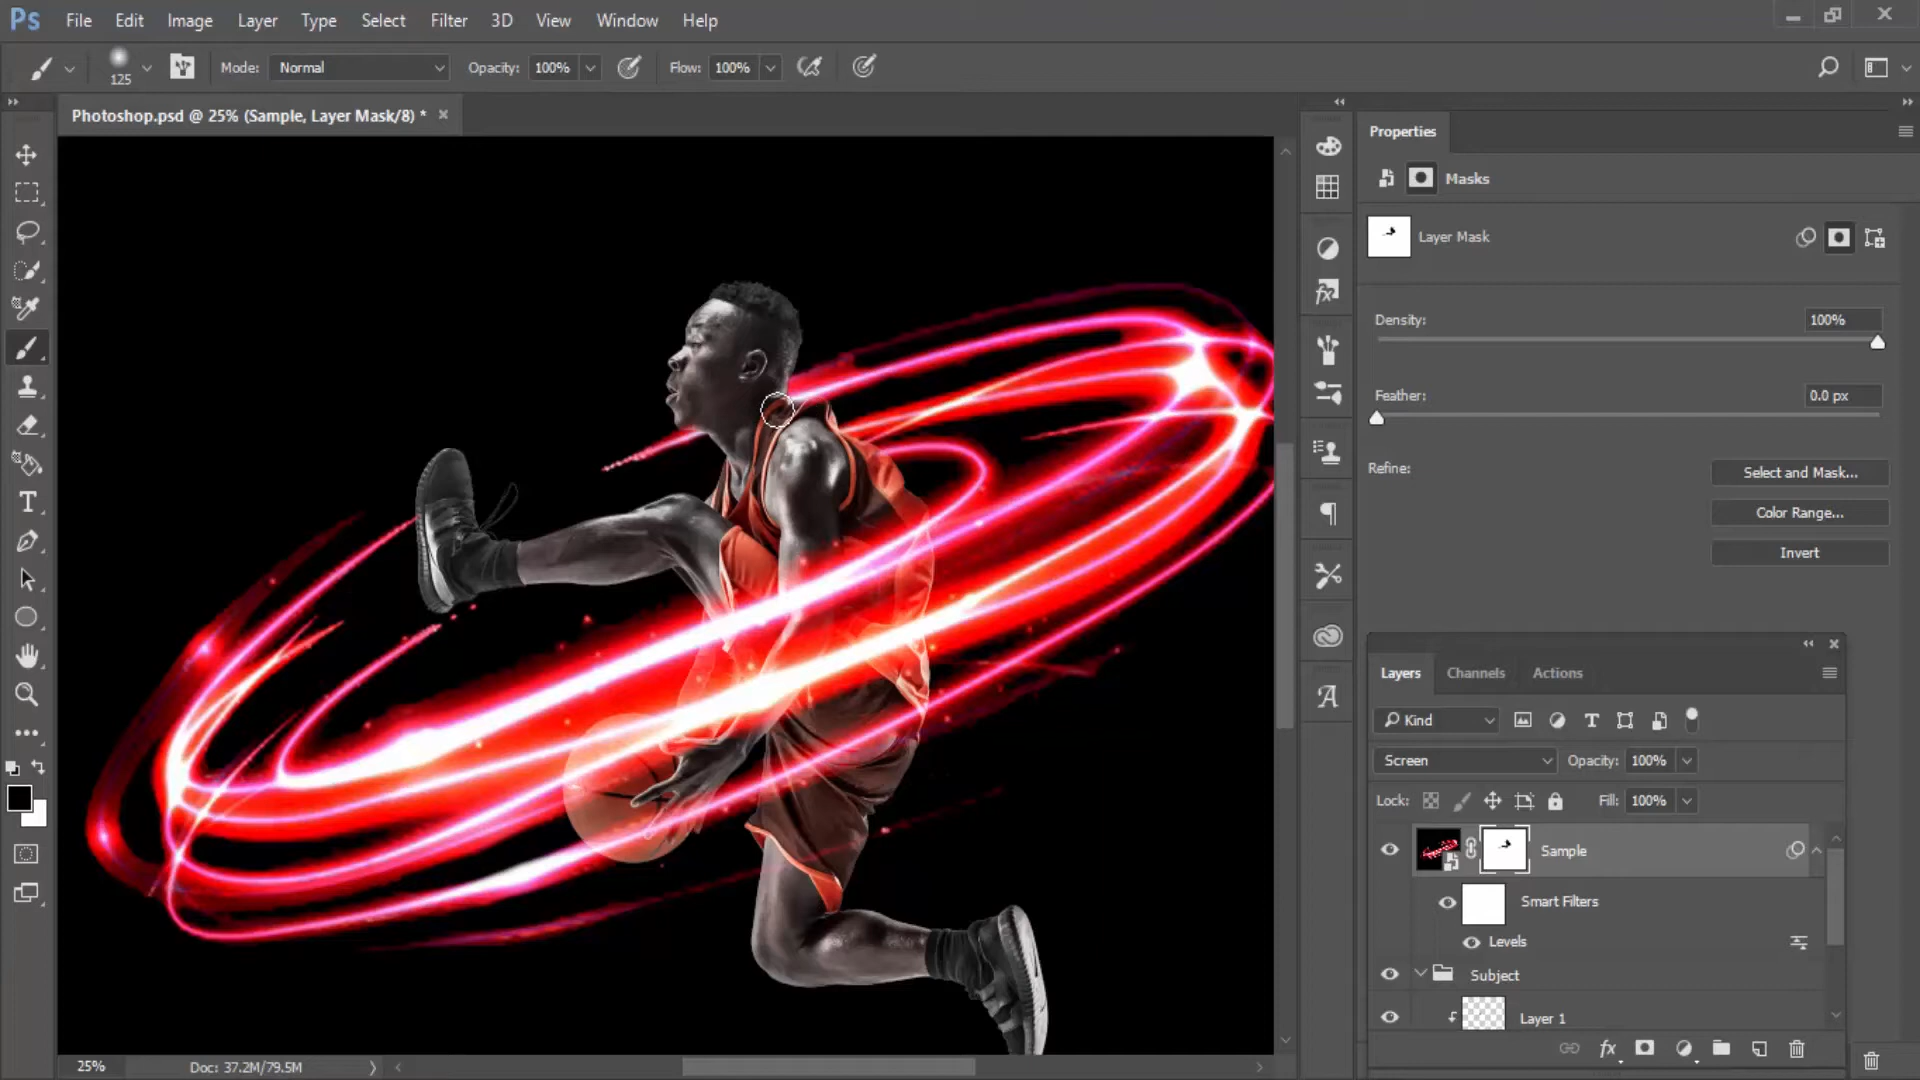 Ps File Edit Image Layer Type Select Filter 3D View Window Help
125 Mode: Normal Opacity: 100% Flow: 100%
Photoshop.psd @ 25% (Sample, Layer Mask/8) *
Properties
Masks
Layer Mask
Density: 100%
Feather: 0.0 px
Refine: Select and Mask...
Color Range...
Invert
Layers Channels Actions
Kind
Screen Opacity: 100%
Lock: Fill: 100%
Sample
Smart Filters
Levels
Subject
Layer 1
fx
25% Doc: 37.2M/79.5M